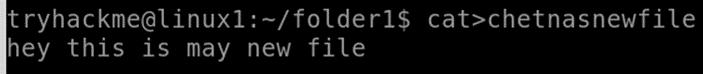 tryhackme@linux1:~/folder1$ cat>chetnasnewfile
hey this is may new file